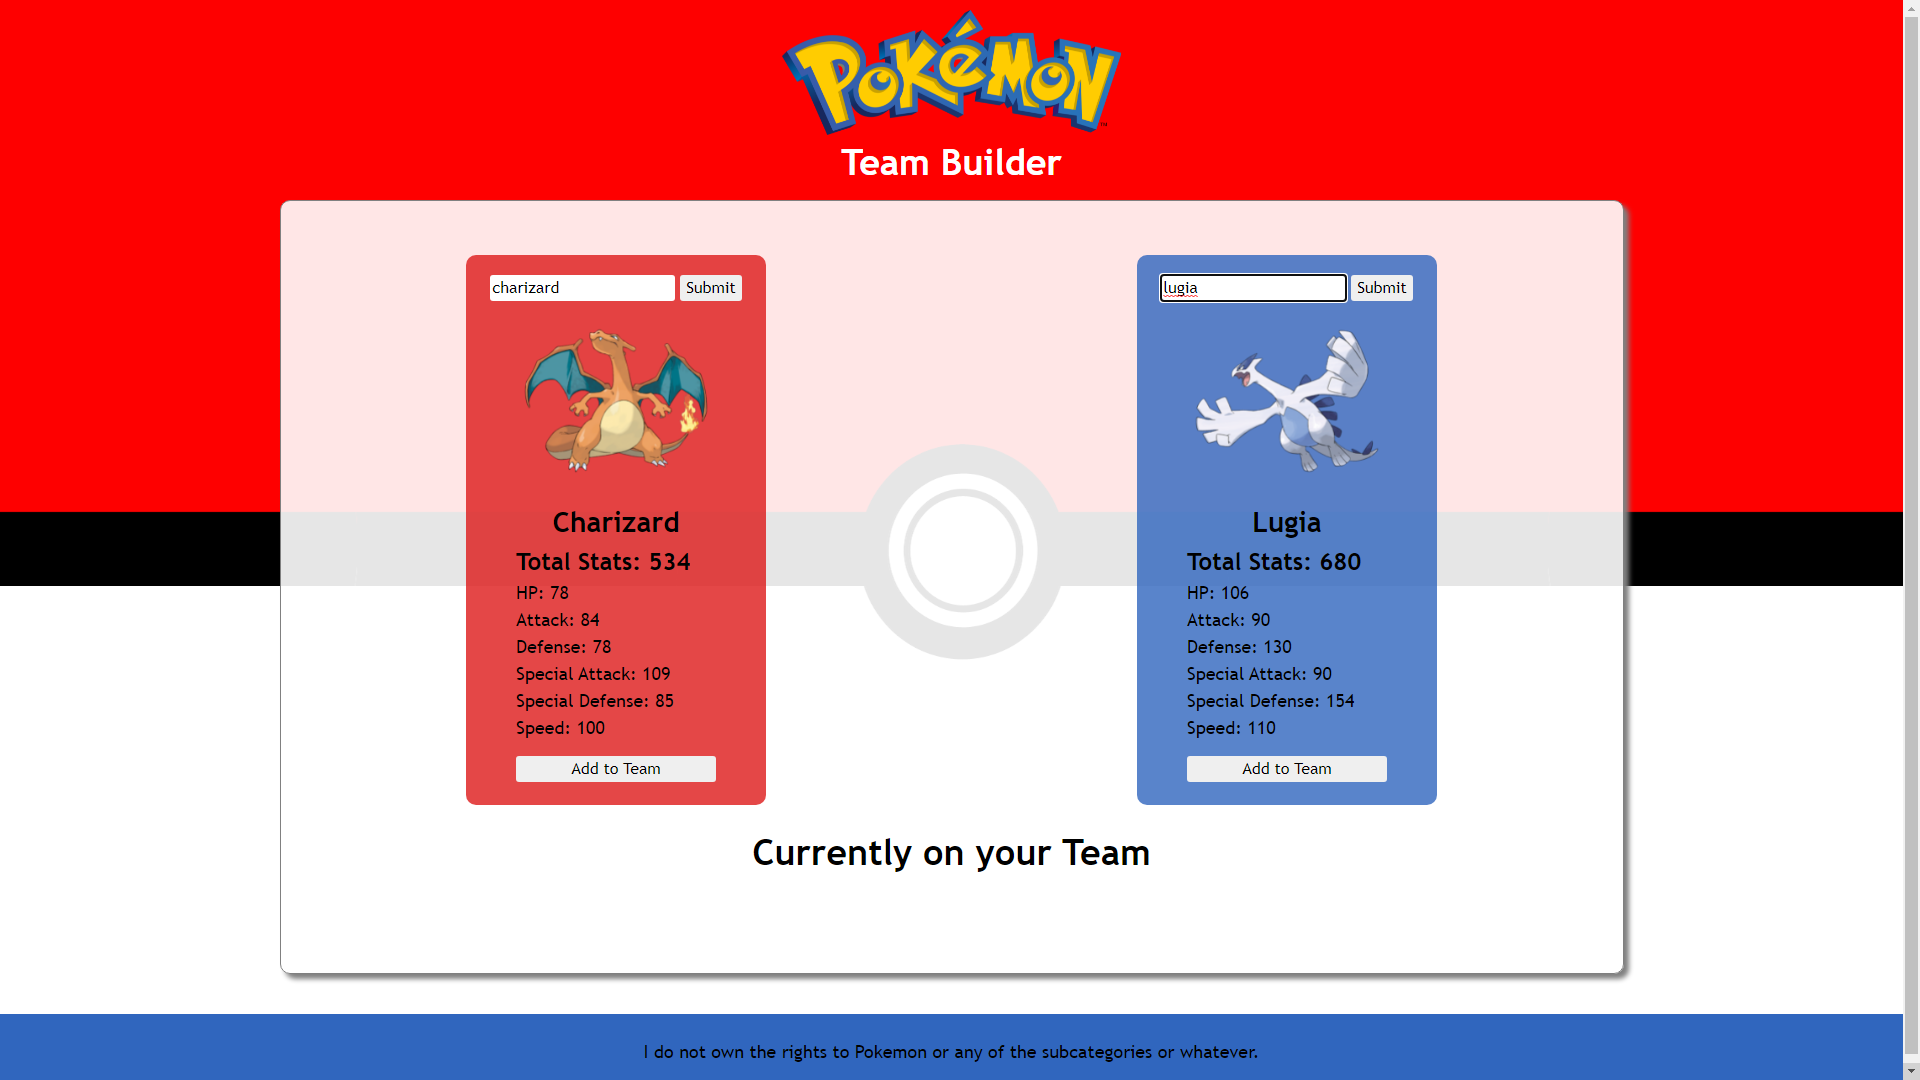 POKéMON
Team Builder
charizard Submit
Charizard
Total Stats: 534
HP: 78
Attack: 84
Defense: 78
Special Attack: 109
Special Defense: 85
Speed: 100
Add to Team
lugia Submit
Lugia
Total Stats: 680
HP: 106
Attack: 90
Defense: 130
Special Attack: 90
Special Defense: 154
Speed: 110
Add to Team
Currently on your Team
I do not own the rights to Pokemon or any of the subcategories or whatever.